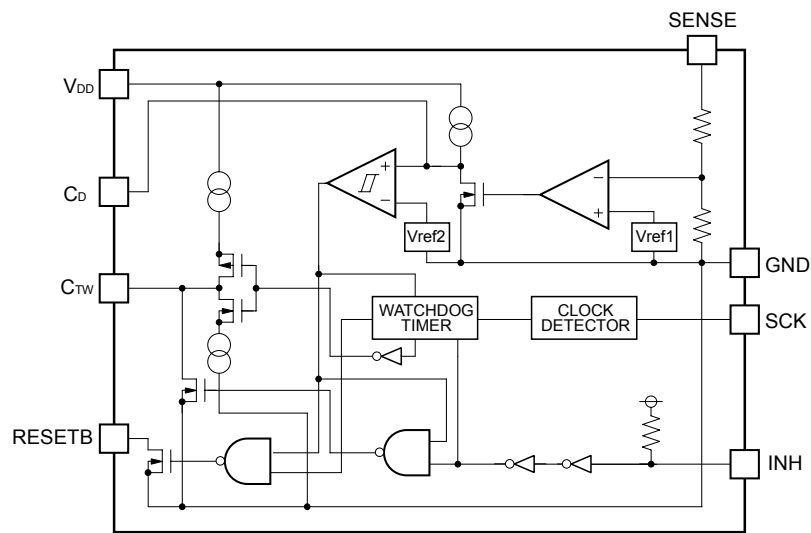 SENSE
VDD
CD
Vref2
Vref1
GND
CTW
WATCHDOG
TIMER
CLOCK
DETECTOR
SCK
RESETB
INH